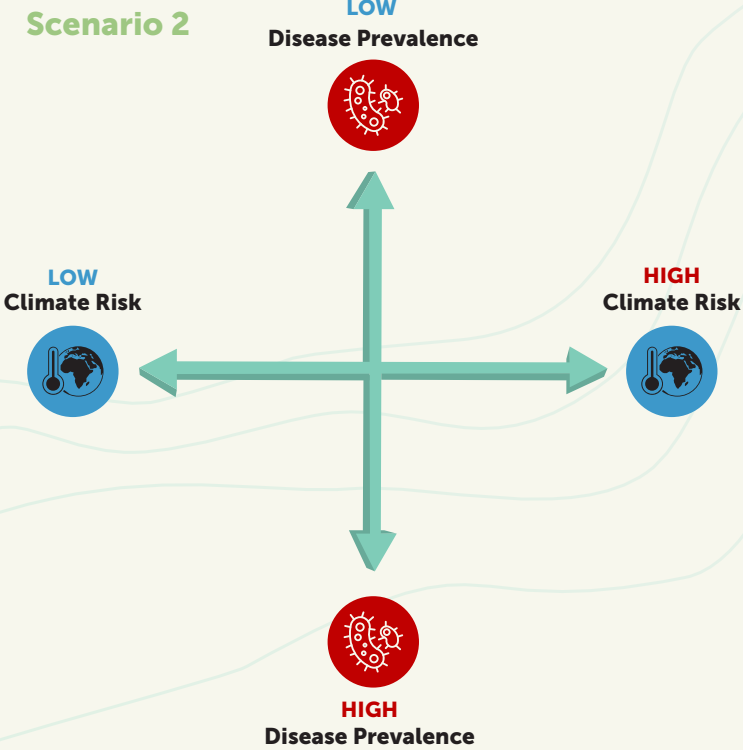 Scenario 2
LOW
Disease Prevalence
LOW
Climate Risk
HIGH
Climate Risk
HIGH
Disease Prevalence